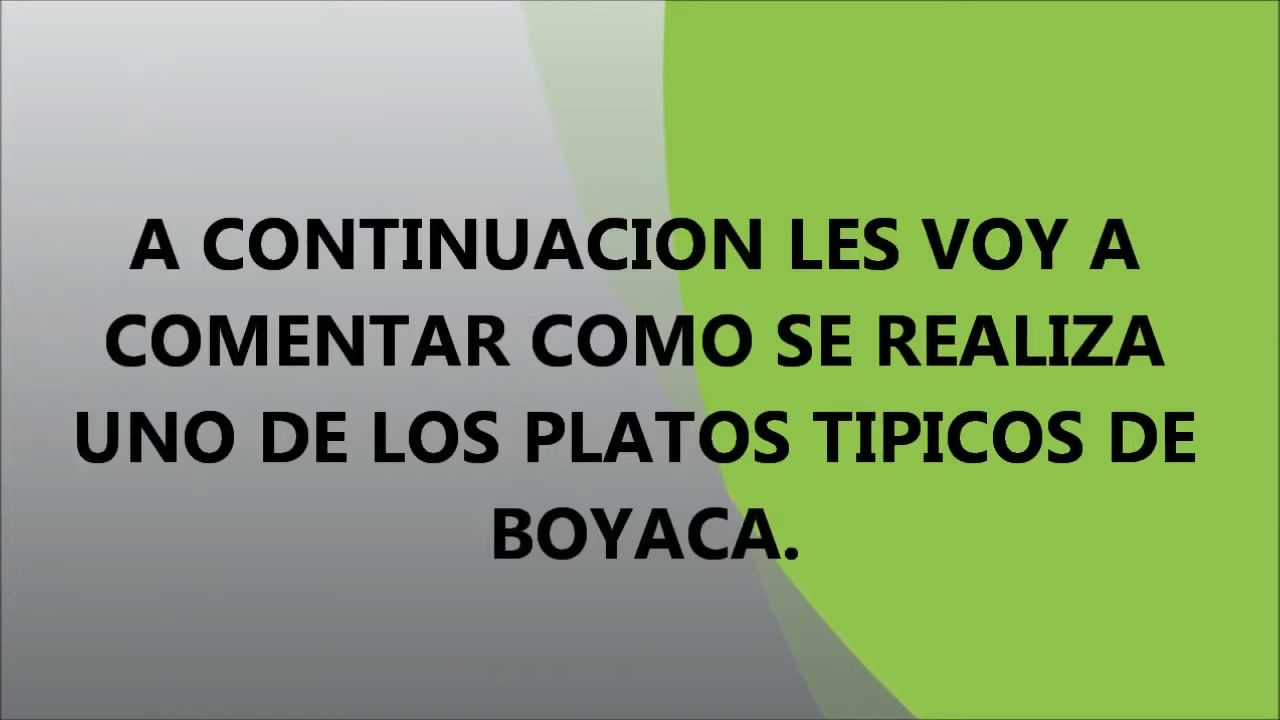 A CONTINUACION LES VOY A
COMENTAR COMO SE REALIZA
UNO DE LOS PLATOS TIPICOS DE
BOYACA.